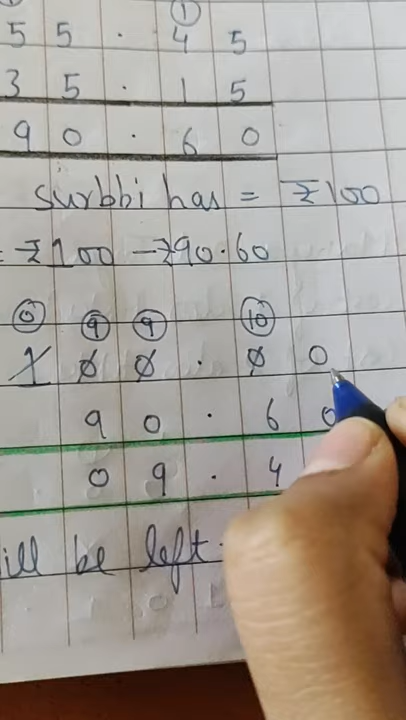 ①
5 5 . 4 5
3 5 . 1 5
9 0 . 6 0
Surbbi has = ₹100
= ₹100 - ₹90.60
⓪ ⑨ ⑨ ⑩
1 0 0 . 0 0
9 0 . 6 0
0 9 . 4
ill be left.